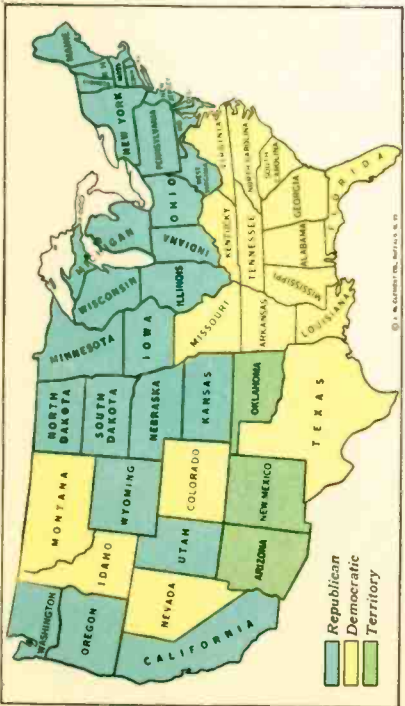 WASHINGTON
OREGON
CALIFORNIA
NEVADA
IDAHO
MONTANA
WYOMING
UTAH
COLORADO
ARIZONA
NEW MEXICO
NORTH
DAKOTA
SOUTH
DAKOTA
NEBRASKA
KANSAS
OKLAHOMA
TEXAS
MINNESOTA
IOWA
MISSOURI
ARKANSAS
LOUISIANA
WISCONSIN
ILLINOIS
MICHIGAN
INDIANA
OHIO
KENTUCKY
TENNESSEE
MISSISSIPPI
ALABAMA
GEORGIA
FLORIDA
SOUTH
CAROLINA
NORTH CAROLINA
VIRGINIA
WEST
VIRGINIA
PENNSYLVANIA
NEW YORK
MAINE
Republican
Democratic
Territory